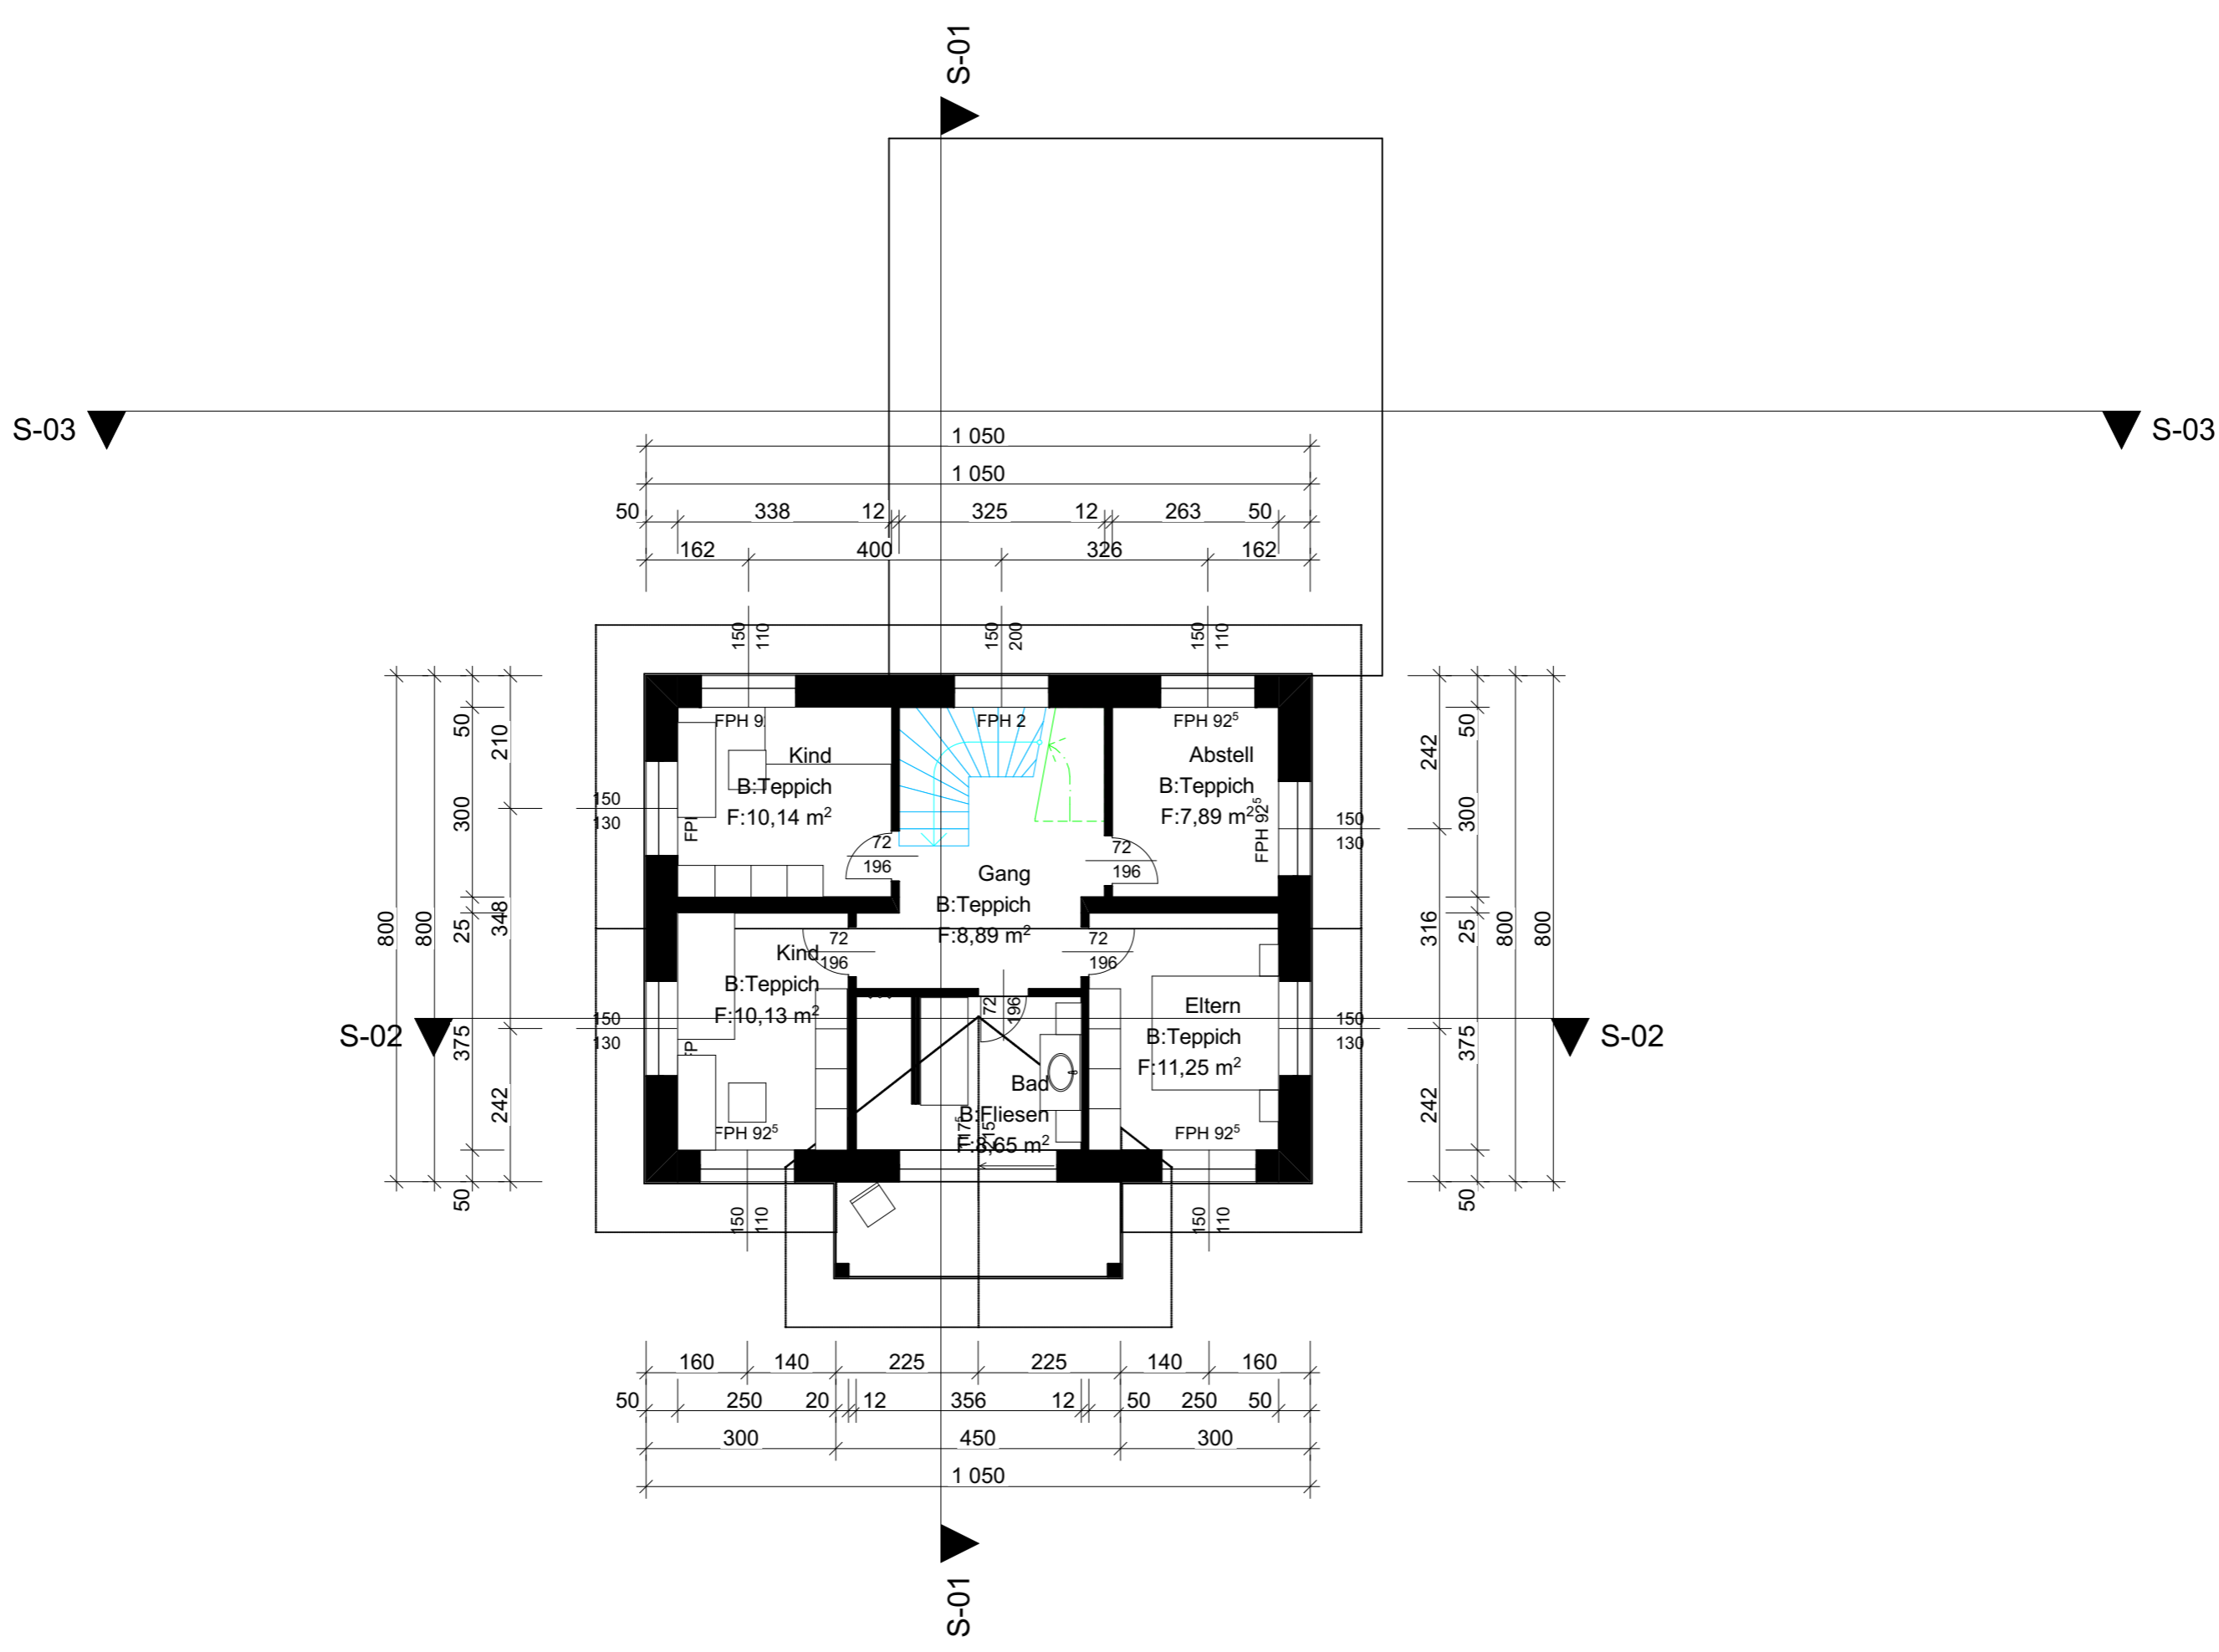 S-01
S-03
S-03
1 050
1 050
50 338 12 325 12 263 50
162 400 326 162
150 110
150 200
150 110
FPH 9
FPH 2
FPH 92⁵
Kind
B:Teppich
F:10,14 m²
Abstell
B:Teppich
F:7,89 m²
FPH 92⁵
150
130
150
130
72
196
72
196
Gang
B:Teppich
F:8,89 m²
72
196
72
196
Kind
B:Teppich
F:10,13 m²
72
196
Eltern
B:Teppich
F:11,25 m²
150
130
150
130
S-02
S-02
Bad
B:Fliesen
F:8,65 m²
FPH 92⁵
FPH 92⁵
150 110
150 110
800
800
50 300 25 375 50
210 348 242
242 316 242
50 300 25 375 50
800
800
160 140 225 225 140 160
50 250 20 12 356 12 50 250 50
300 450 300
1 050
S-01